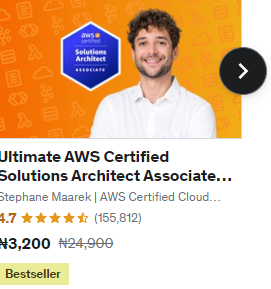 aws
certified
Solutions
Architect
ASSOCIATE
Ultimate AWS Certified
Solutions Architect Associate...
Stephane Maarek | AWS Certified Cloud...
4.7 (155,812)
₦3,200 ₦24,900
Bestseller